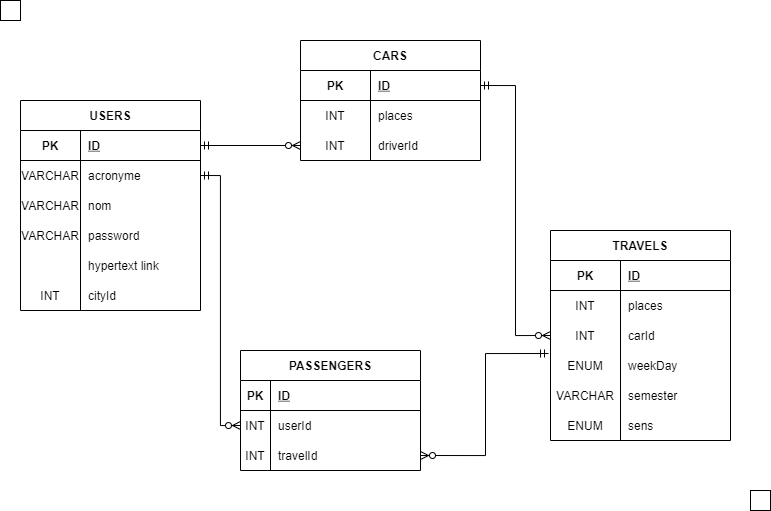 CARS
PK ID
INT places
INT driverId
USERS
PK ID
VARCHAR acronyme
VARCHAR nom
VARCHAR password
hypertext link
INT cityId
TRAVELS
PK ID
INT places
INT carId
ENUM weekDay
VARCHAR semester
ENUM sens
PASSENGERS
PK ID
INT userId
INT travelId